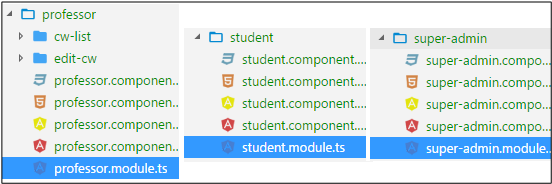 professor
cw-list
edit-cw
professor.componen...
professor.componen...
professor.componen...
professor.componen...
professor.module.ts
student
student.component....
student.component....
student.component....
student.component....
student.module.ts
super-admin
super-admin.compo...
super-admin.compo...
super-admin.compo...
super-admin.compo...
super-admin.module...